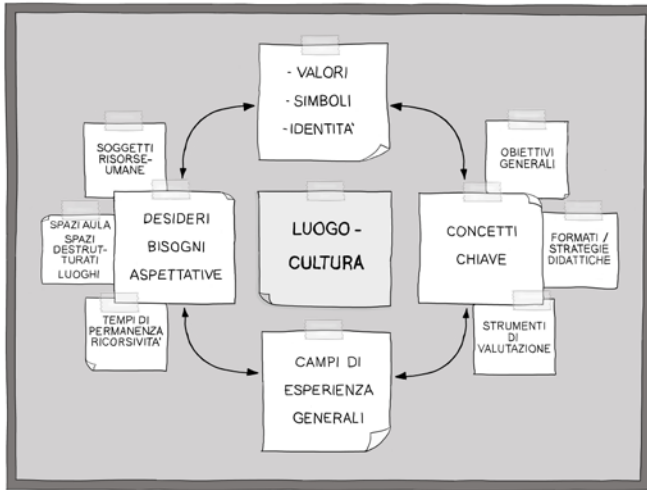 - VALORI
- SIMBOLI
- IDENTITA'
SOGGETTI
RISORSE-
UMANE
SPAZI AULA
SPAZI
DESTRUT-
TURATI
LUOGHI
TEMPI DI
PERMANENZA
RICORSIVITA'
DESIDERI
BISOGNI
ASPETTATIVE
LUOGO -
CULTURA
CONCETTI
CHIAVE
OBIETTIVI
GENERALI
FORMATI /
STRATEGIE
DIDATTICHE
STRUMENTI
DI
VALUTAZIONE
CAMPI DI
ESPERIENZA
GENERALI